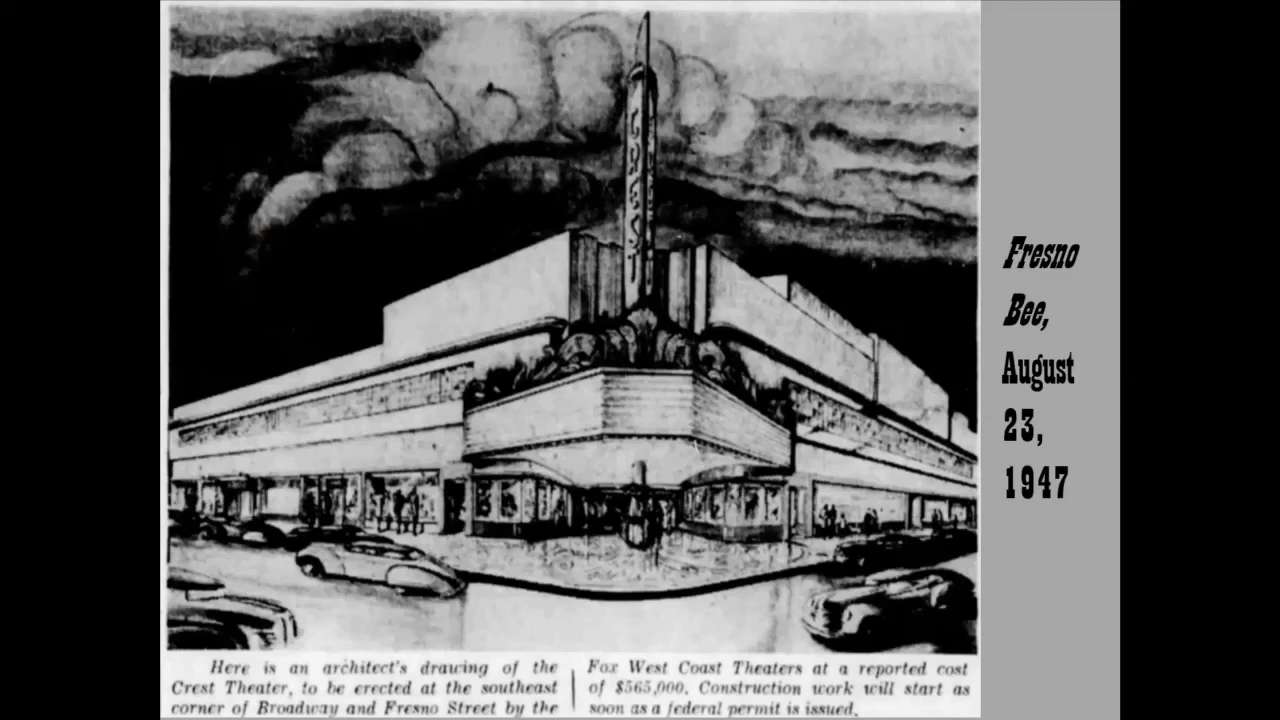 Here is an architect's drawing of the
Crest Theater, to be erected at the southeast
corner of Broadway and Fresno Street by the
Fox West Coast Theaters at a reported cost
of $565,000. Construction work will start as
soon as a federal permit is issued.
Fresno
Bee,
August
23,
1947